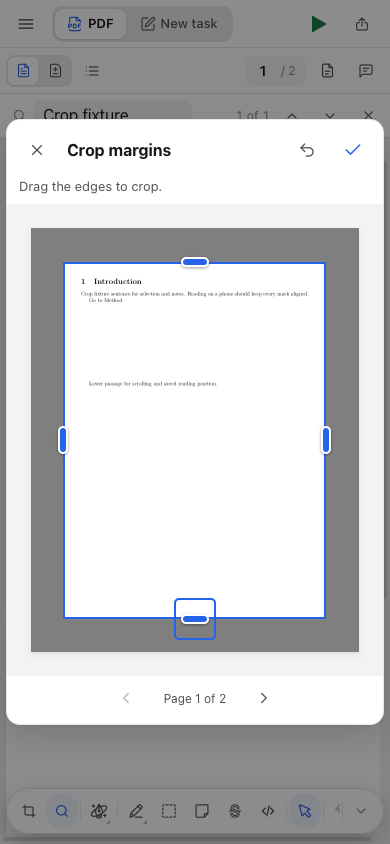 PDF
New task
1 / 2
Crop fixture
1 of 1
Crop margins
Drag the edges to crop.
1 Introduction
Crop fixture sentence for selection and notes. Reading on a phone should keep every mark aligned.
Go to Method
Lower passage for scrolling and saved reading position.
Page 1 of 2